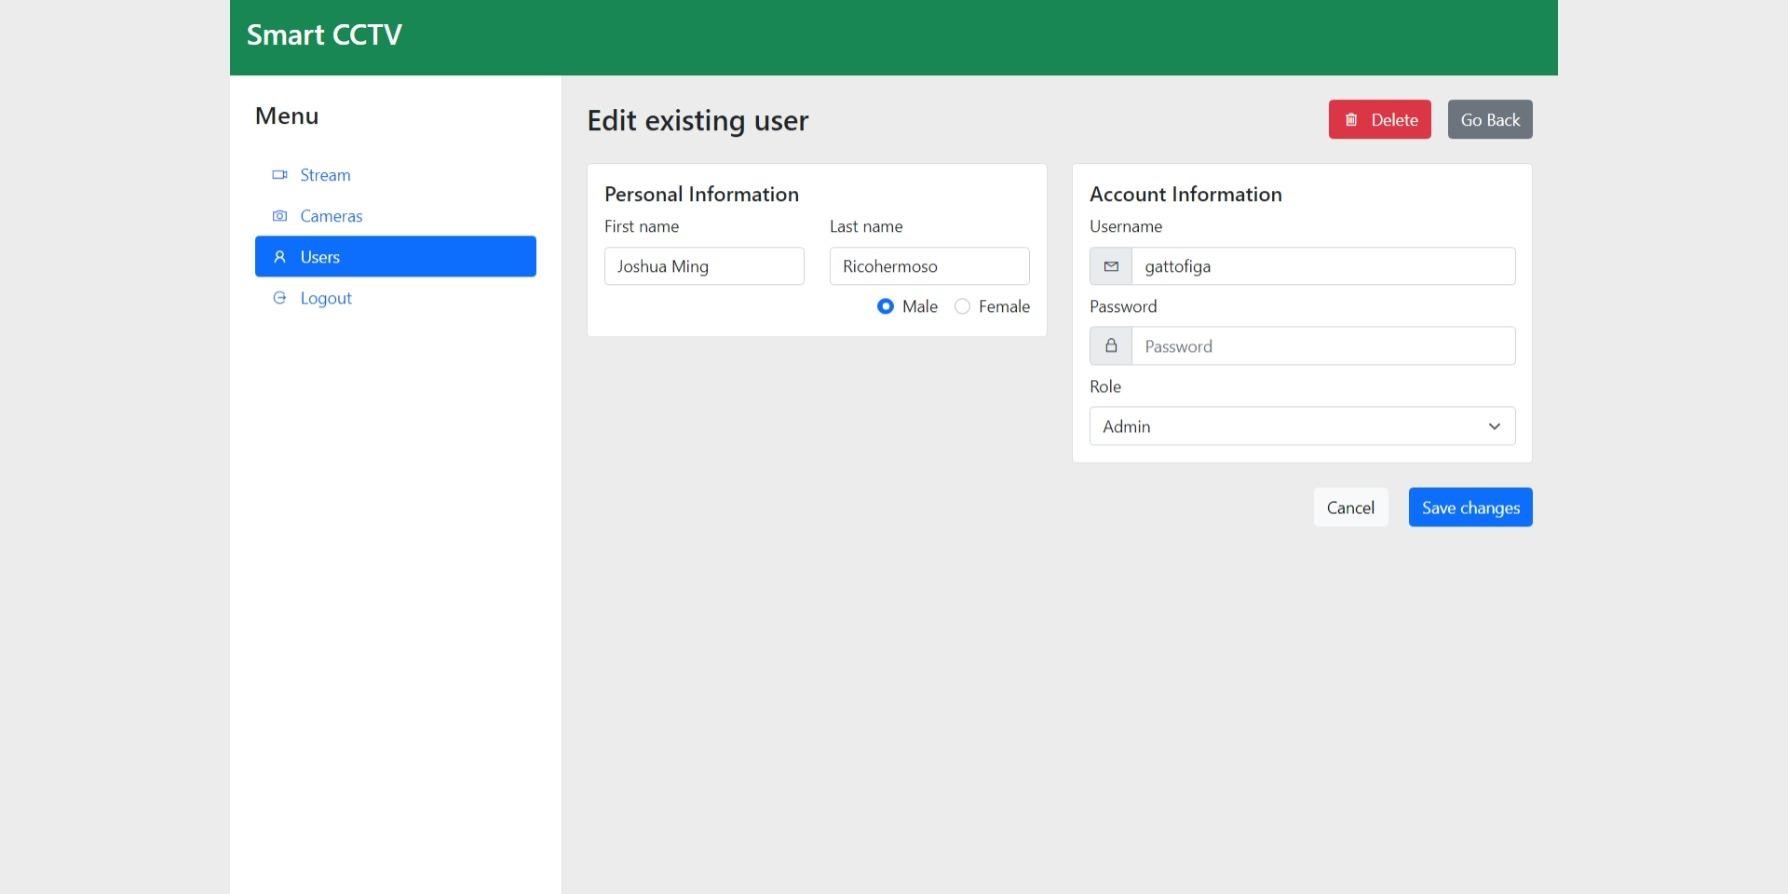 Smart CCTV
Menu
Stream
Cameras
Users
Logout
Edit existing user
Delete
Go Back
Personal Information
First name
Last name
Joshua Ming
Ricohermoso
Male
Female
Account Information
Username
gattofiga
Password
Password
Role
Admin
Cancel
Save changes